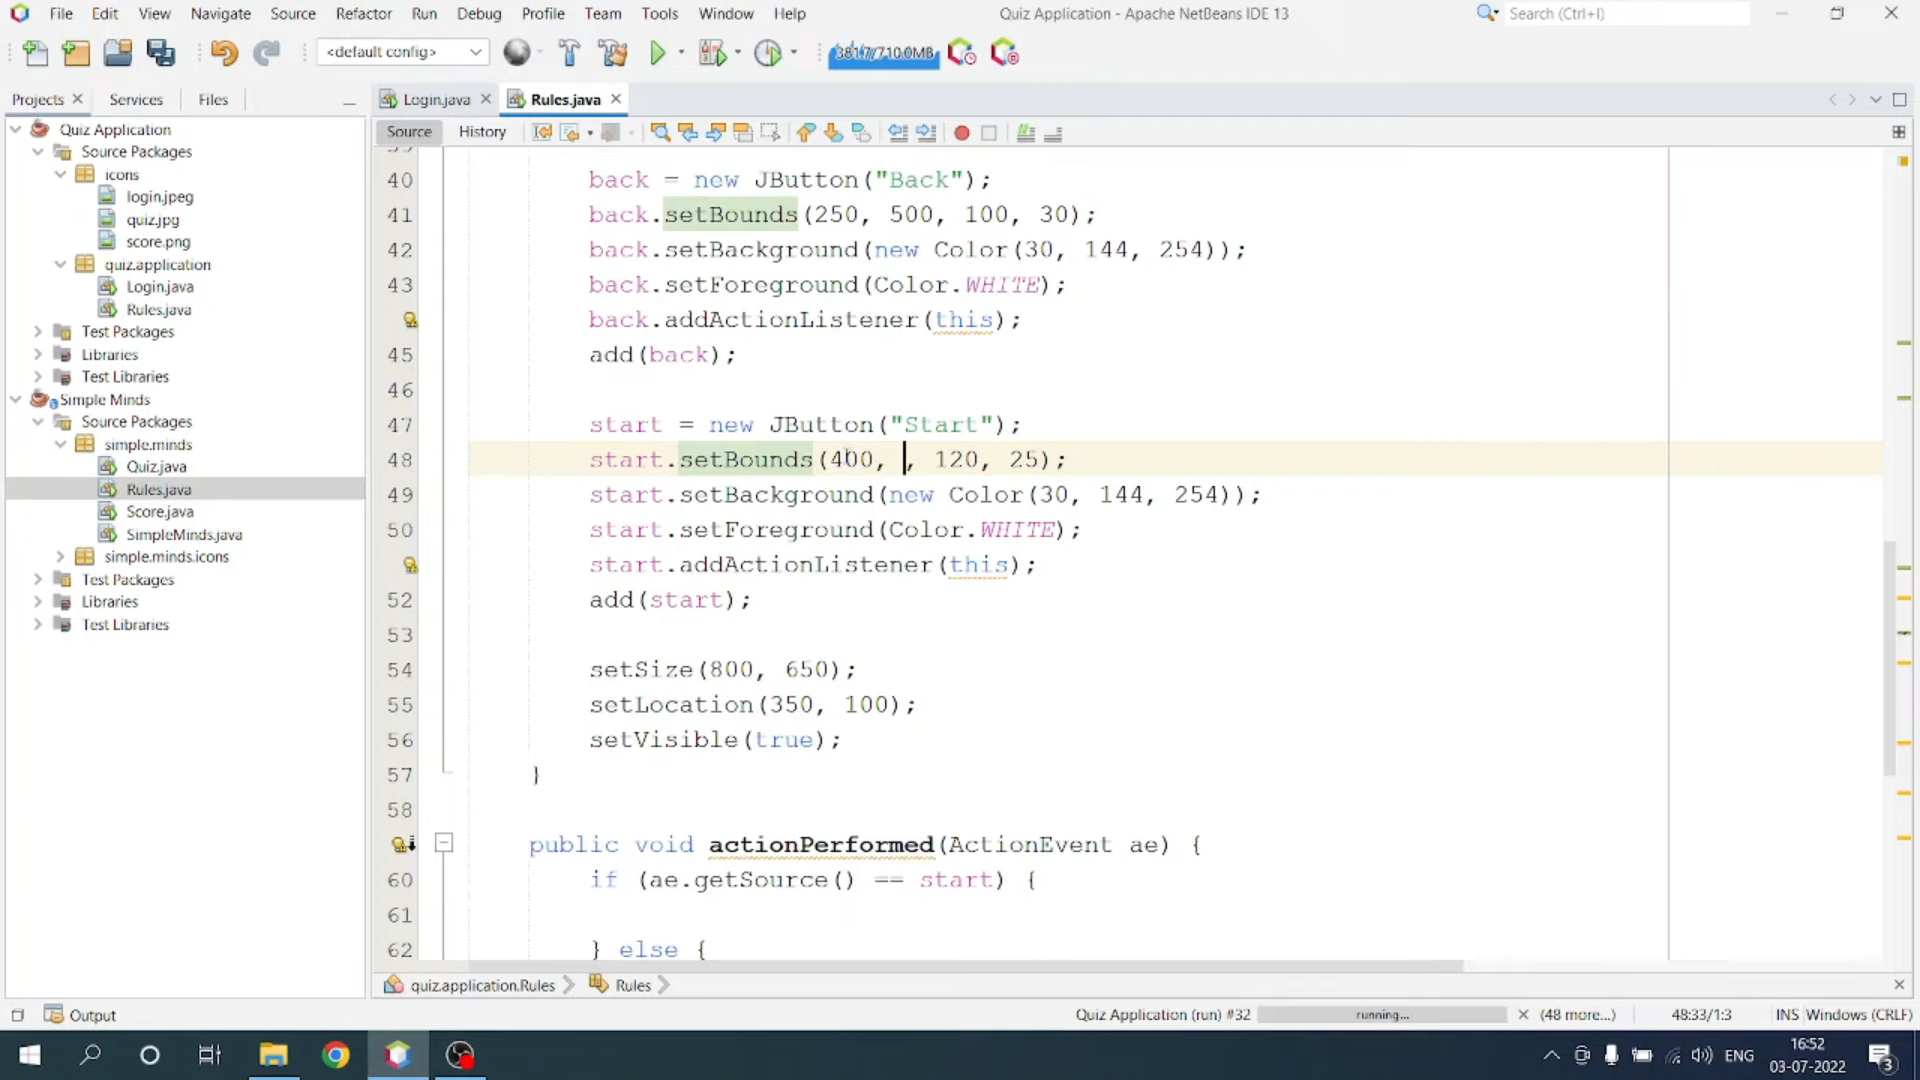 File Edit View Navigate Source Refactor Run Debug Profile Team Tools Window Help
Quiz Application - Apache NetBeans IDE 13
Search (Ctrl+I)
<default config>
381.7/710.0MB
Projects Services Files
Login.java Rules.java
Source History
Quiz Application
Source Packages
icons
login.jpeg
quiz.jpg
score.png
quiz.application
Login.java
Rules.java
Test Packages
Libraries
Test Libraries
Simple Minds
Source Packages
simple.minds
Quiz.java
Rules.java
Score.java
SimpleMinds.java
simple.minds.icons
Test Packages
Libraries
Test Libraries
40 back = new JButton("Back");
41 back.setBounds(250, 500, 100, 30);
42 back.setBackground(new Color(30, 144, 254));
43 back.setForeground(Color.WHITE);
back.addActionListener(this);
45 add(back);
46
47 start = new JButton("Start");
48 start.setBounds(400, , 120, 25);
49 start.setBackground(new Color(30, 144, 254));
50 start.setForeground(Color.WHITE);
start.addActionListener(this);
52 add(start);
53
54 setSize(800, 650);
55 setLocation(350, 100);
56 setVisible(true);
57 }
58
public void actionPerformed(ActionEvent ae) {
60 if (ae.getSource() == start) {
61
62 } else {
quiz.application.Rules Rules
Output
Quiz Application (run) #32 running... (48 more...) 48:33/1:3 INS Windows (CRLF)
ENG
16:52
03-07-2022
3